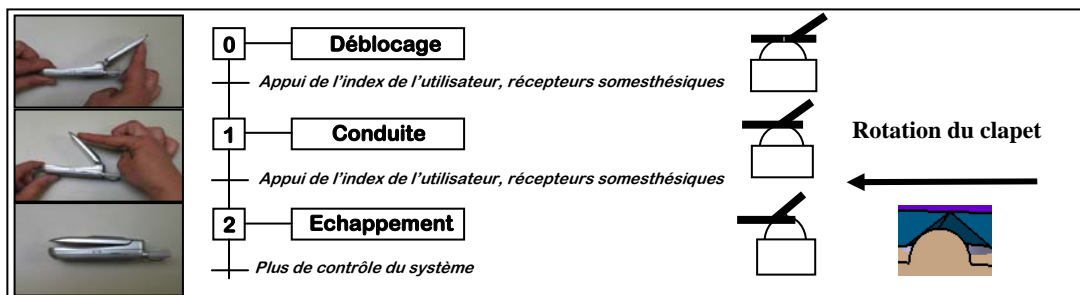 0 Déblocage
Appui de l'index de l'utilisateur, récepteurs somesthésiques
1 Conduite
Rotation du clapet
Appui de l'index de l'utilisateur, récepteurs somesthésiques
2 Echappement
Plus de contrôle du système